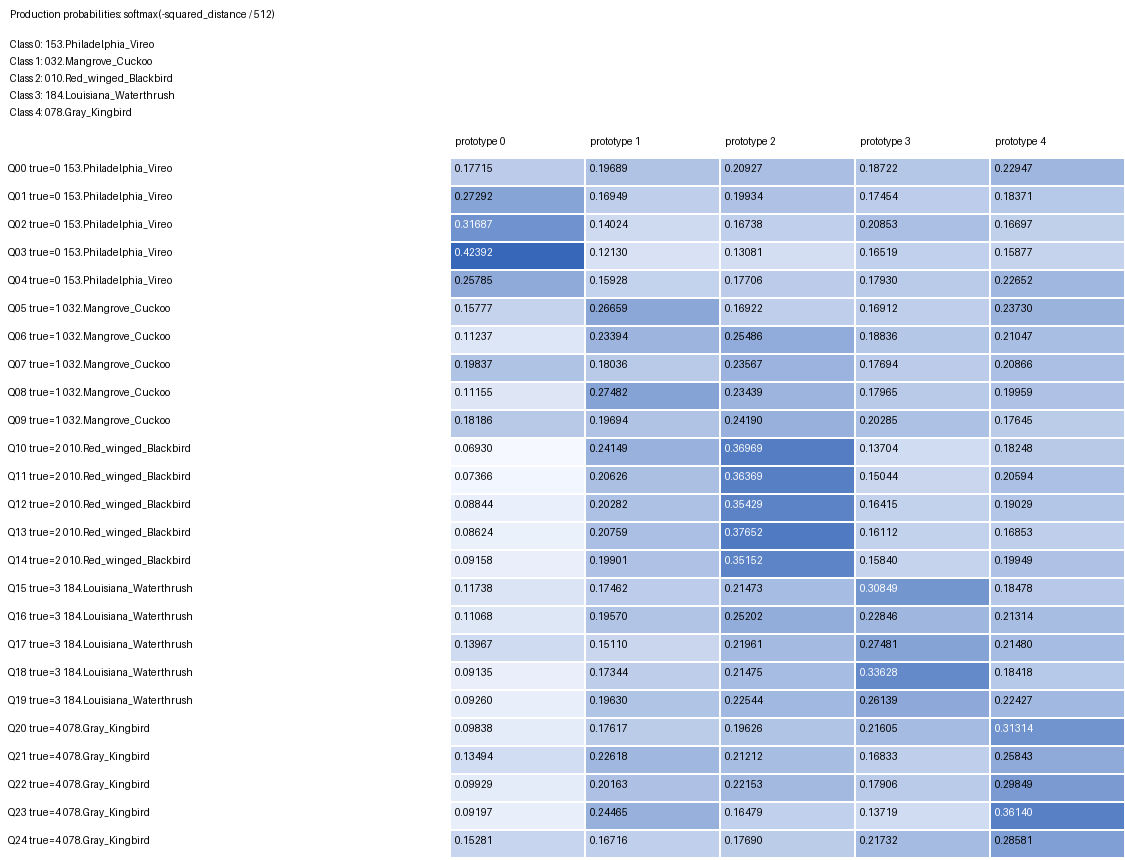 Production probabilities: softmax(-squared_distance / 512)
Class 0: 153.Philadelphia_Vireo
Class 1: 032.Mangrove_Cuckoo
Class 2: 010.Red_winged_Blackbird
Class 3: 184.Louisiana_Waterthrush
Class 4: 078.Gray_Kingbird
prototype 0 prototype 1 prototype 2 prototype 3 prototype 4
Q00 true=0 153.Philadelphia_Vireo 0.17715 0.19689 0.20927 0.18722 0.22947
Q01 true=0 153.Philadelphia_Vireo 0.27292 0.16949 0.19934 0.17454 0.18371
Q02 true=0 153.Philadelphia_Vireo 0.31687 0.14024 0.16738 0.20853 0.16697
Q03 true=0 153.Philadelphia_Vireo 0.42392 0.12130 0.13081 0.16519 0.15877
Q04 true=0 153.Philadelphia_Vireo 0.25785 0.15928 0.17706 0.17930 0.22652
Q05 true=1 032.Mangrove_Cuckoo 0.15777 0.26659 0.16922 0.16912 0.23730
Q06 true=1 032.Mangrove_Cuckoo 0.11237 0.23394 0.25486 0.18836 0.21047
Q07 true=1 032.Mangrove_Cuckoo 0.19837 0.18036 0.23567 0.17694 0.20866
Q08 true=1 032.Mangrove_Cuckoo 0.11155 0.27482 0.23439 0.17965 0.19959
Q09 true=1 032.Mangrove_Cuckoo 0.18186 0.19694 0.24190 0.20285 0.17645
Q10 true=2 010.Red_winged_Blackbird 0.06930 0.24149 0.36969 0.13704 0.18248
Q11 true=2 010.Red_winged_Blackbird 0.07366 0.20626 0.36369 0.15044 0.20594
Q12 true=2 010.Red_winged_Blackbird 0.08844 0.20282 0.35429 0.16415 0.19029
Q13 true=2 010.Red_winged_Blackbird 0.08624 0.20759 0.37652 0.16112 0.16853
Q14 true=2 010.Red_winged_Blackbird 0.09158 0.19901 0.35152 0.15840 0.19949
Q15 true=3 184.Louisiana_Waterthrush 0.11738 0.17462 0.21473 0.30849 0.18478
Q16 true=3 184.Louisiana_Waterthrush 0.11068 0.19570 0.25202 0.22846 0.21314
Q17 true=3 184.Louisiana_Waterthrush 0.13967 0.15110 0.21961 0.27481 0.21480
Q18 true=3 184.Louisiana_Waterthrush 0.09135 0.17344 0.21475 0.33628 0.18418
Q19 true=3 184.Louisiana_Waterthrush 0.09260 0.19630 0.22544 0.26139 0.22427
Q20 true=4 078.Gray_Kingbird 0.09838 0.17617 0.19626 0.21605 0.31314
Q21 true=4 078.Gray_Kingbird 0.13494 0.22618 0.21212 0.16833 0.25843
Q22 true=4 078.Gray_Kingbird 0.09929 0.20163 0.22153 0.17906 0.29849
Q23 true=4 078.Gray_Kingbird 0.09197 0.24465 0.16479 0.13719 0.36140
Q24 true=4 078.Gray_Kingbird 0.15281 0.16716 0.17690 0.21732 0.28581